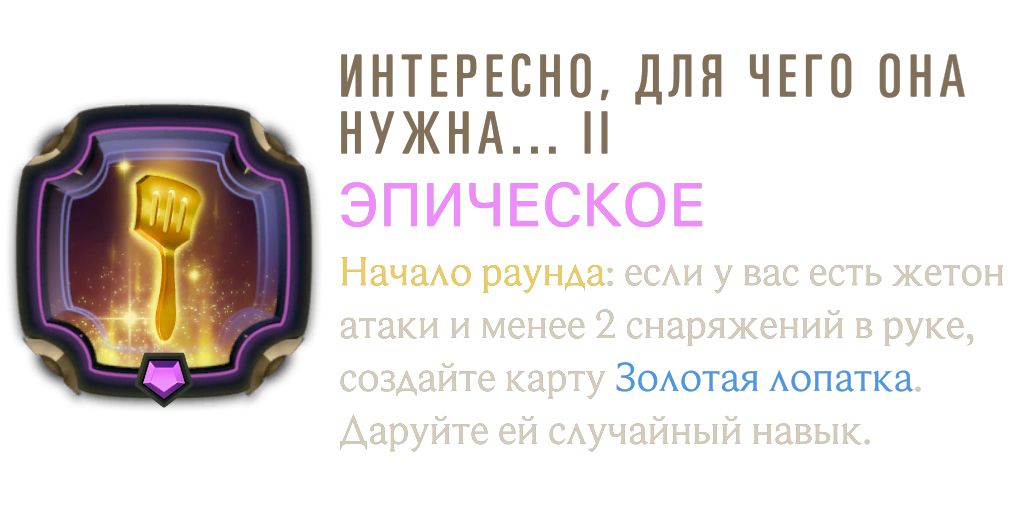 ИНТЕРЕСНО, ДЛЯ ЧЕГО ОНА
НУЖНА... II
ЭПИЧЕСКОЕ
Начало раунда: если у вас есть жетон
атаки и менее 2 снаряжений в руке,
создайте карту Золотая лопатка.
Даруйте ей случайный навык.